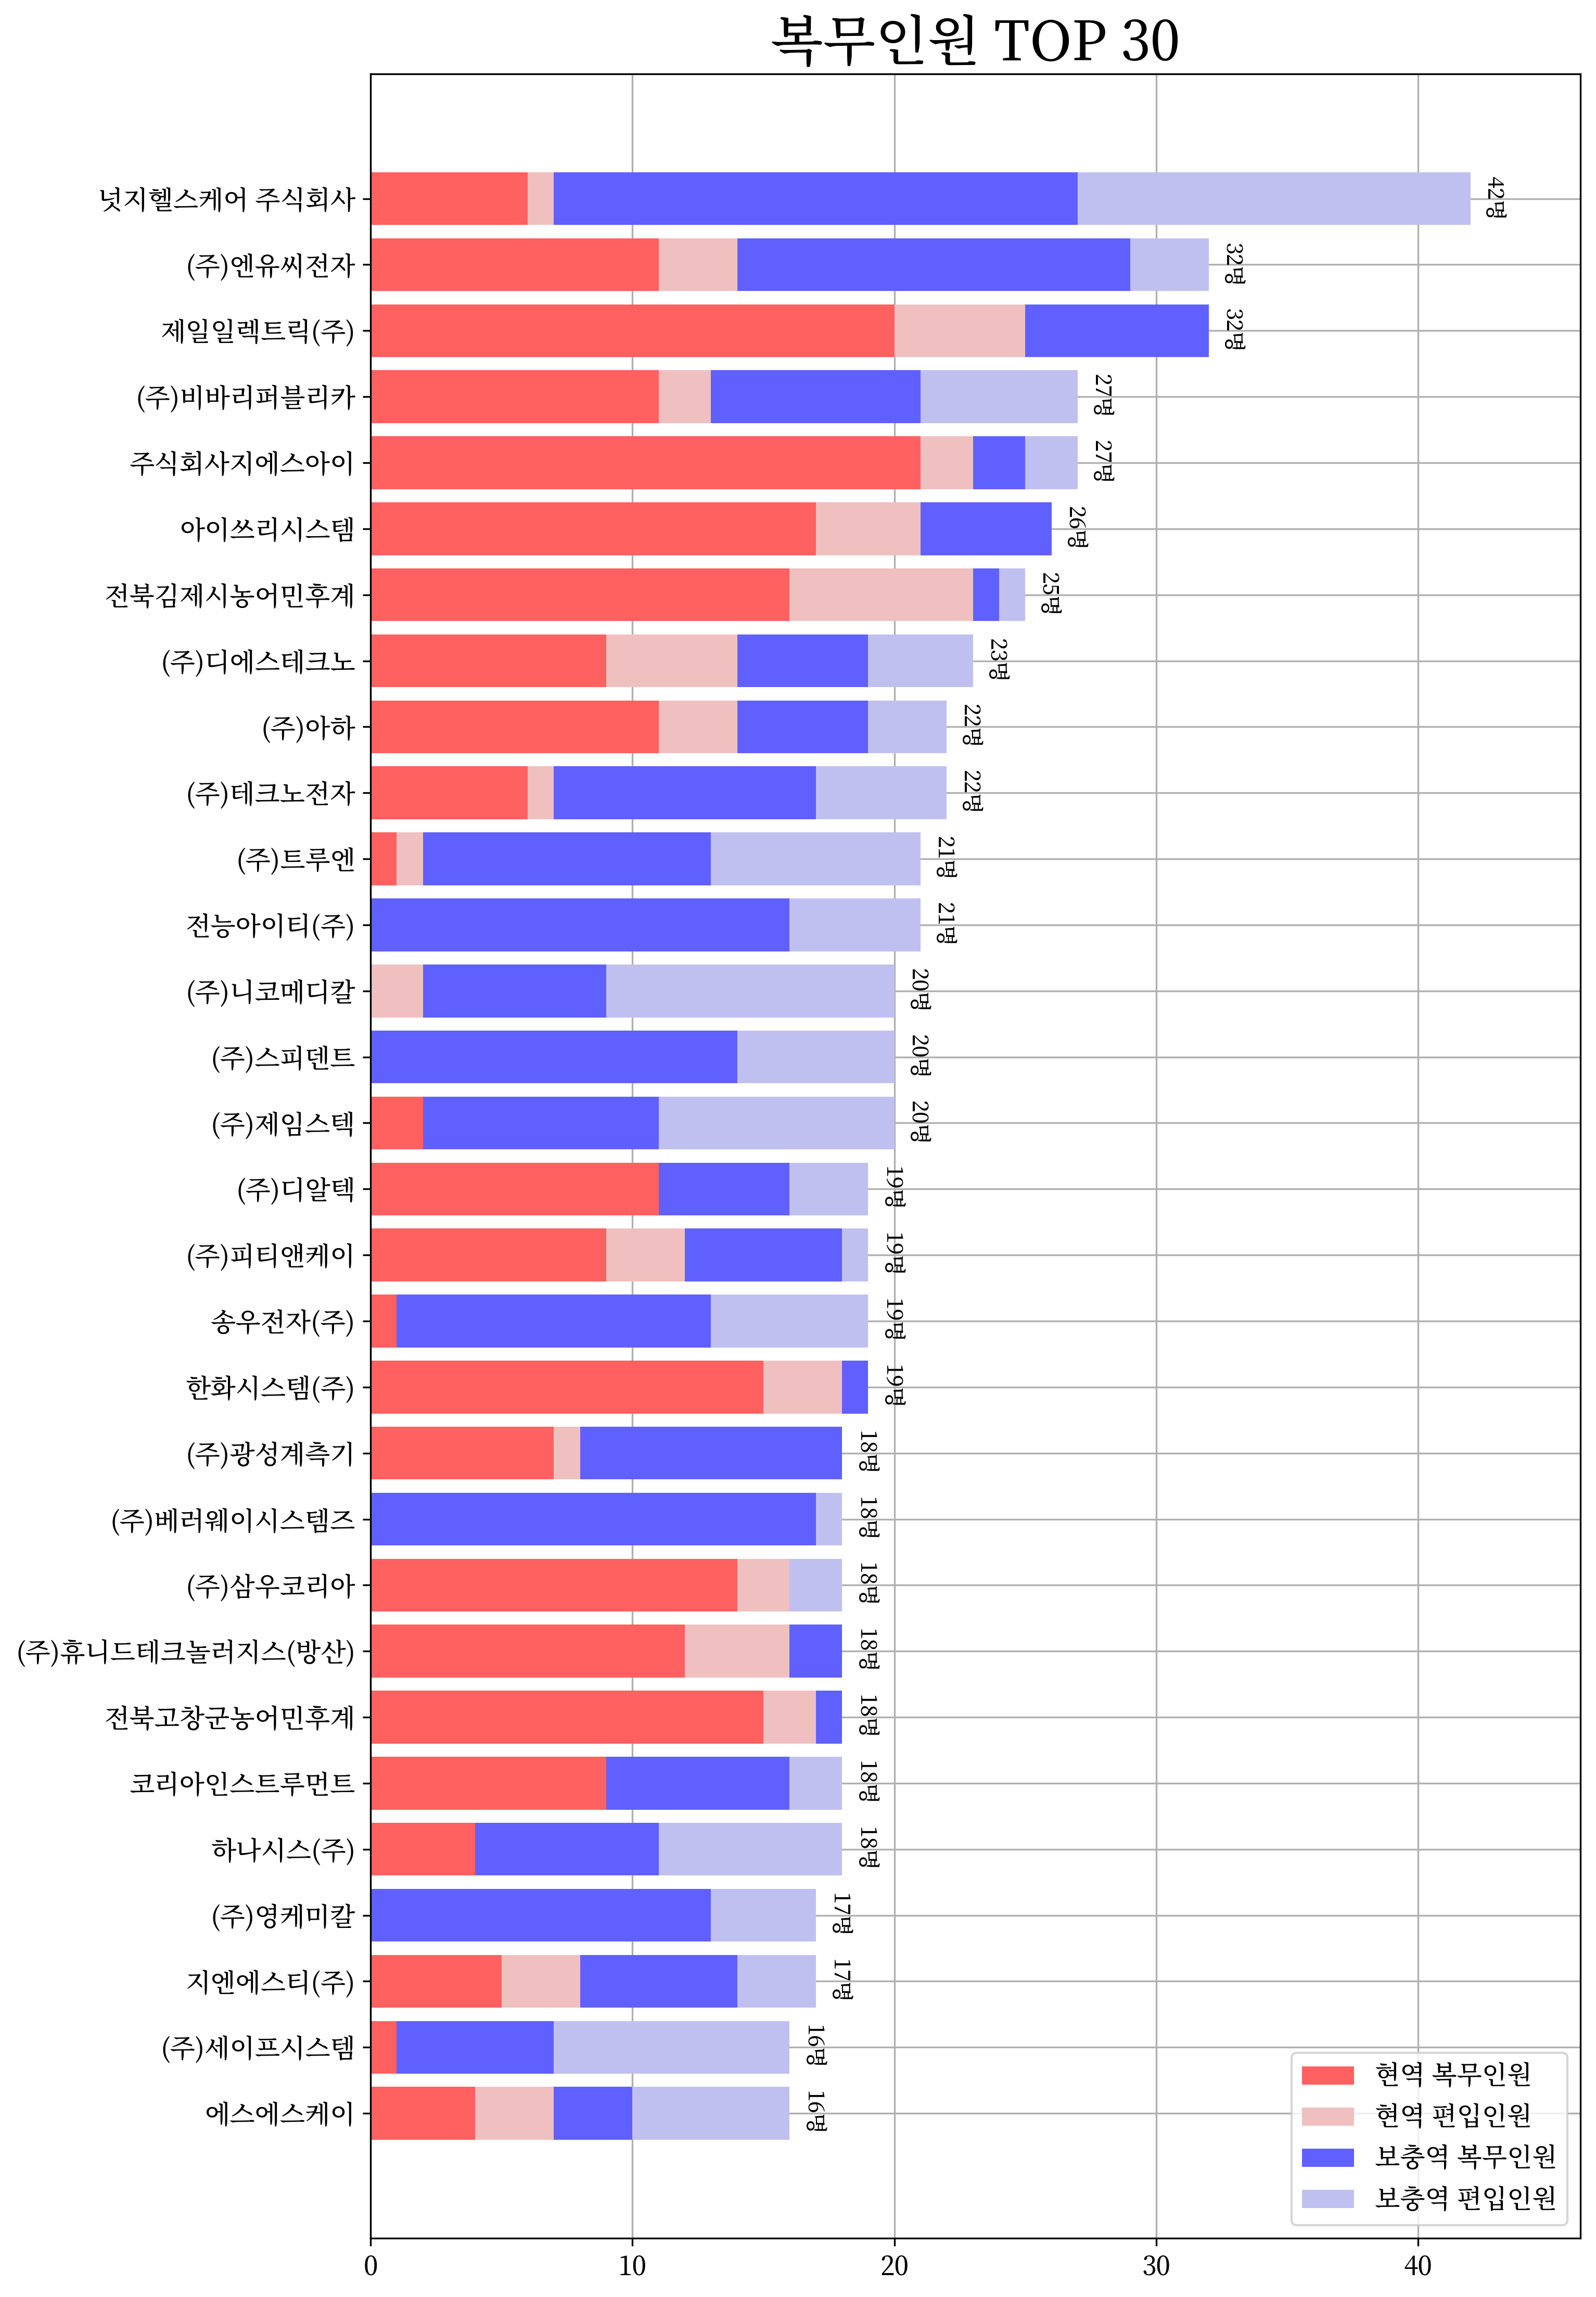 복무인원 TOP 30
넛지헬스케어 주식회사 42명
(주)엔유씨전자 32명
제일일렉트릭(주) 32명
(주)비바리퍼블리카 27명
주식회사지에스아이 27명
아이쓰리시스템 26명
전북김제시농어민후계 25명
(주)디에스테크노 23명
(주)아하 22명
(주)테크노전자 22명
(주)트루엔 21명
전능아이티(주) 21명
(주)니코메디칼 20명
(주)스피덴트 20명
(주)제임스텍 20명
(주)디알텍 19명
(주)피티앤케이 19명
송우전자(주) 19명
한화시스템(주) 19명
(주)광성계측기 18명
(주)베러웨이시스템즈 18명
(주)삼우코리아 18명
(주)휴니드테크놀러지스(방산) 18명
전북고창군농어민후계 18명
코리아인스트루먼트 18명
하나시스(주) 18명
(주)영케미칼 17명
지엔에스티(주) 17명
(주)세이프시스템 16명
에스에스케이 16명
현역 복무인원
현역 편입인원
보충역 복무인원
보충역 편입인원
0 10 20 30 40